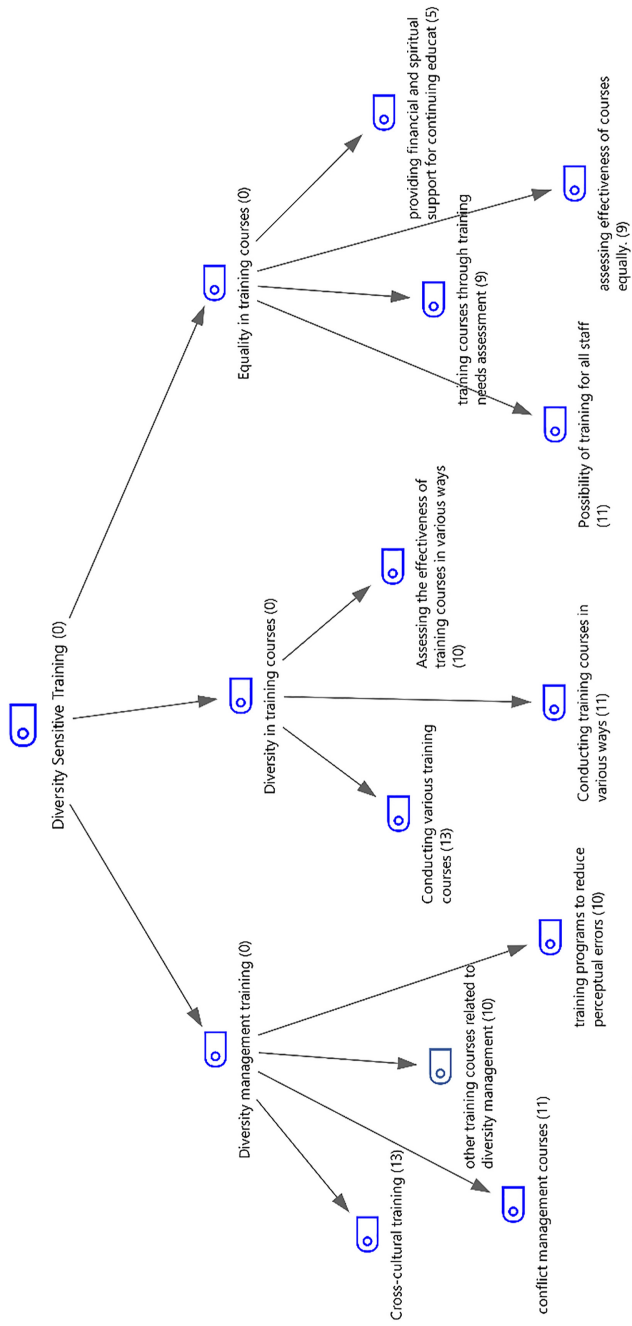 Diversity Sensitive Training (0)
Diversity management training (0)
Diversity in training courses (0)
Equality in training courses (0)
Cross-cultural training (13)
conflict management courses (11)
other training courses related to
diversity management (10)
training programs to reduce
perceptual errors (10)
Conducting various training
courses (13)
Conducting training courses in
various ways (11)
Assessing the effectiveness of
training courses in various ways
(10)
Possibility of training for all staff
(11)
training courses through training
needs assessment (9)
assessing effectiveness of courses
equally. (9)
providing financial and spiritual
support for continuing educat (5)